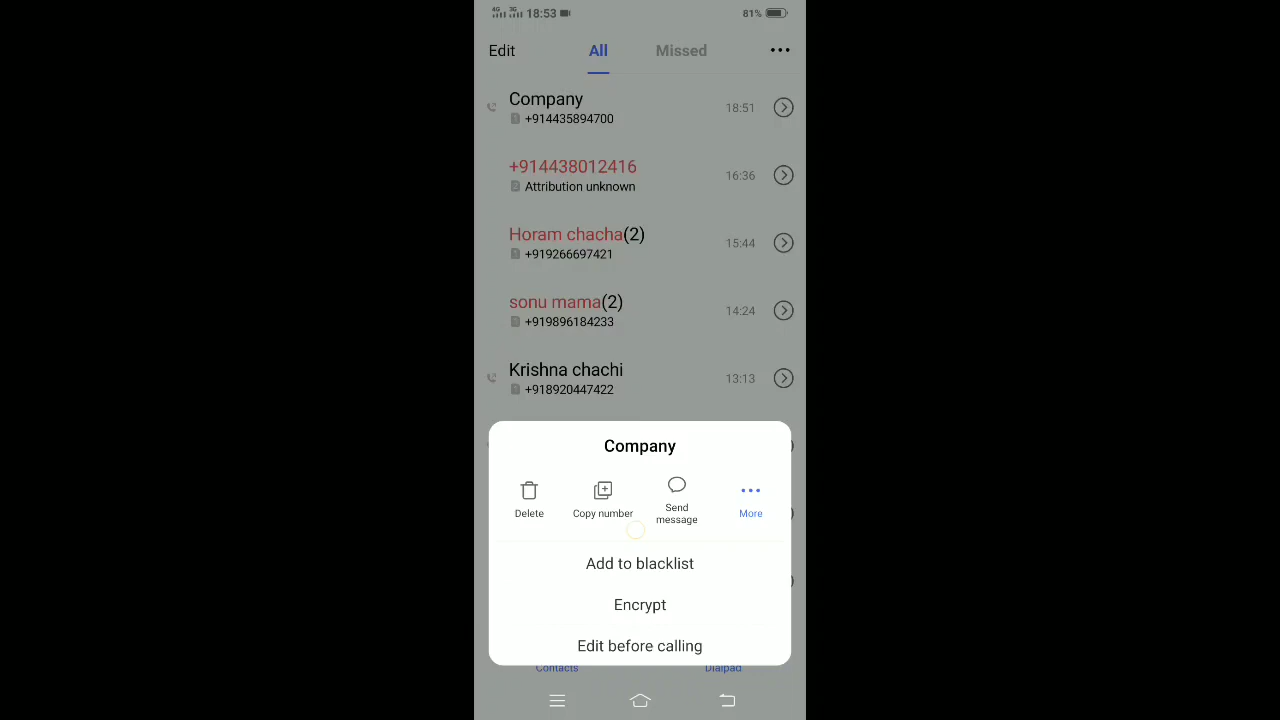 4G 3G 18:53 81%
Edit All Missed
Company
+914435894700
18:51
+914438012416
Attribution unknown
16:36
Horam chacha(2)
+919266697421
15:44
sonu mama(2)
+919896184233
14:24
Krishna chachi
+918920447422
13:13
Company
Delete
Copy number
Send
message
More
Add to blacklist
Encrypt
Edit before calling
Contacts Dialpad